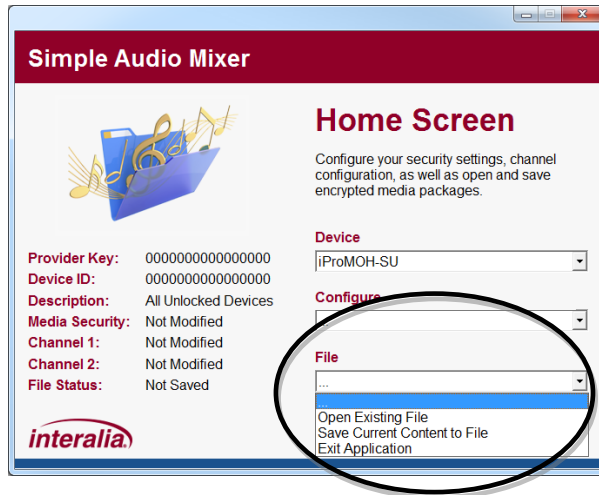 Simple Audio Mixer
Home Screen
Configure your security settings, channel
configuration, as well as open and save
encrypted media packages.
Device
iProMOH-SU
Configure
File
...
...
Open Existing File
Save Current Content to File
Exit Application
Provider Key: 0000000000000000
Device ID: 0000000000000000
Description: All Unlocked Devices
Media Security: Not Modified
Channel 1: Not Modified
Channel 2: Not Modified
File Status: Not Saved
interalia